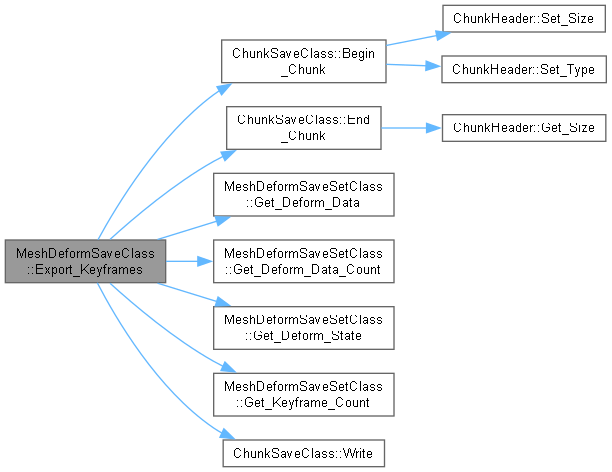 ChunkHeader::Set_Size
ChunkSaveClass::Begin
_Chunk
ChunkHeader::Set_Type
ChunkSaveClass::End
_Chunk
ChunkHeader::Get_Size
MeshDeformSaveSetClass
::Get_Deform_Data
MeshDeformSaveClass
::Export_Keyframes
MeshDeformSaveSetClass
::Get_Deform_Data_Count
MeshDeformSaveSetClass
::Get_Deform_State
MeshDeformSaveSetClass
::Get_Keyframe_Count
ChunkSaveClass::Write